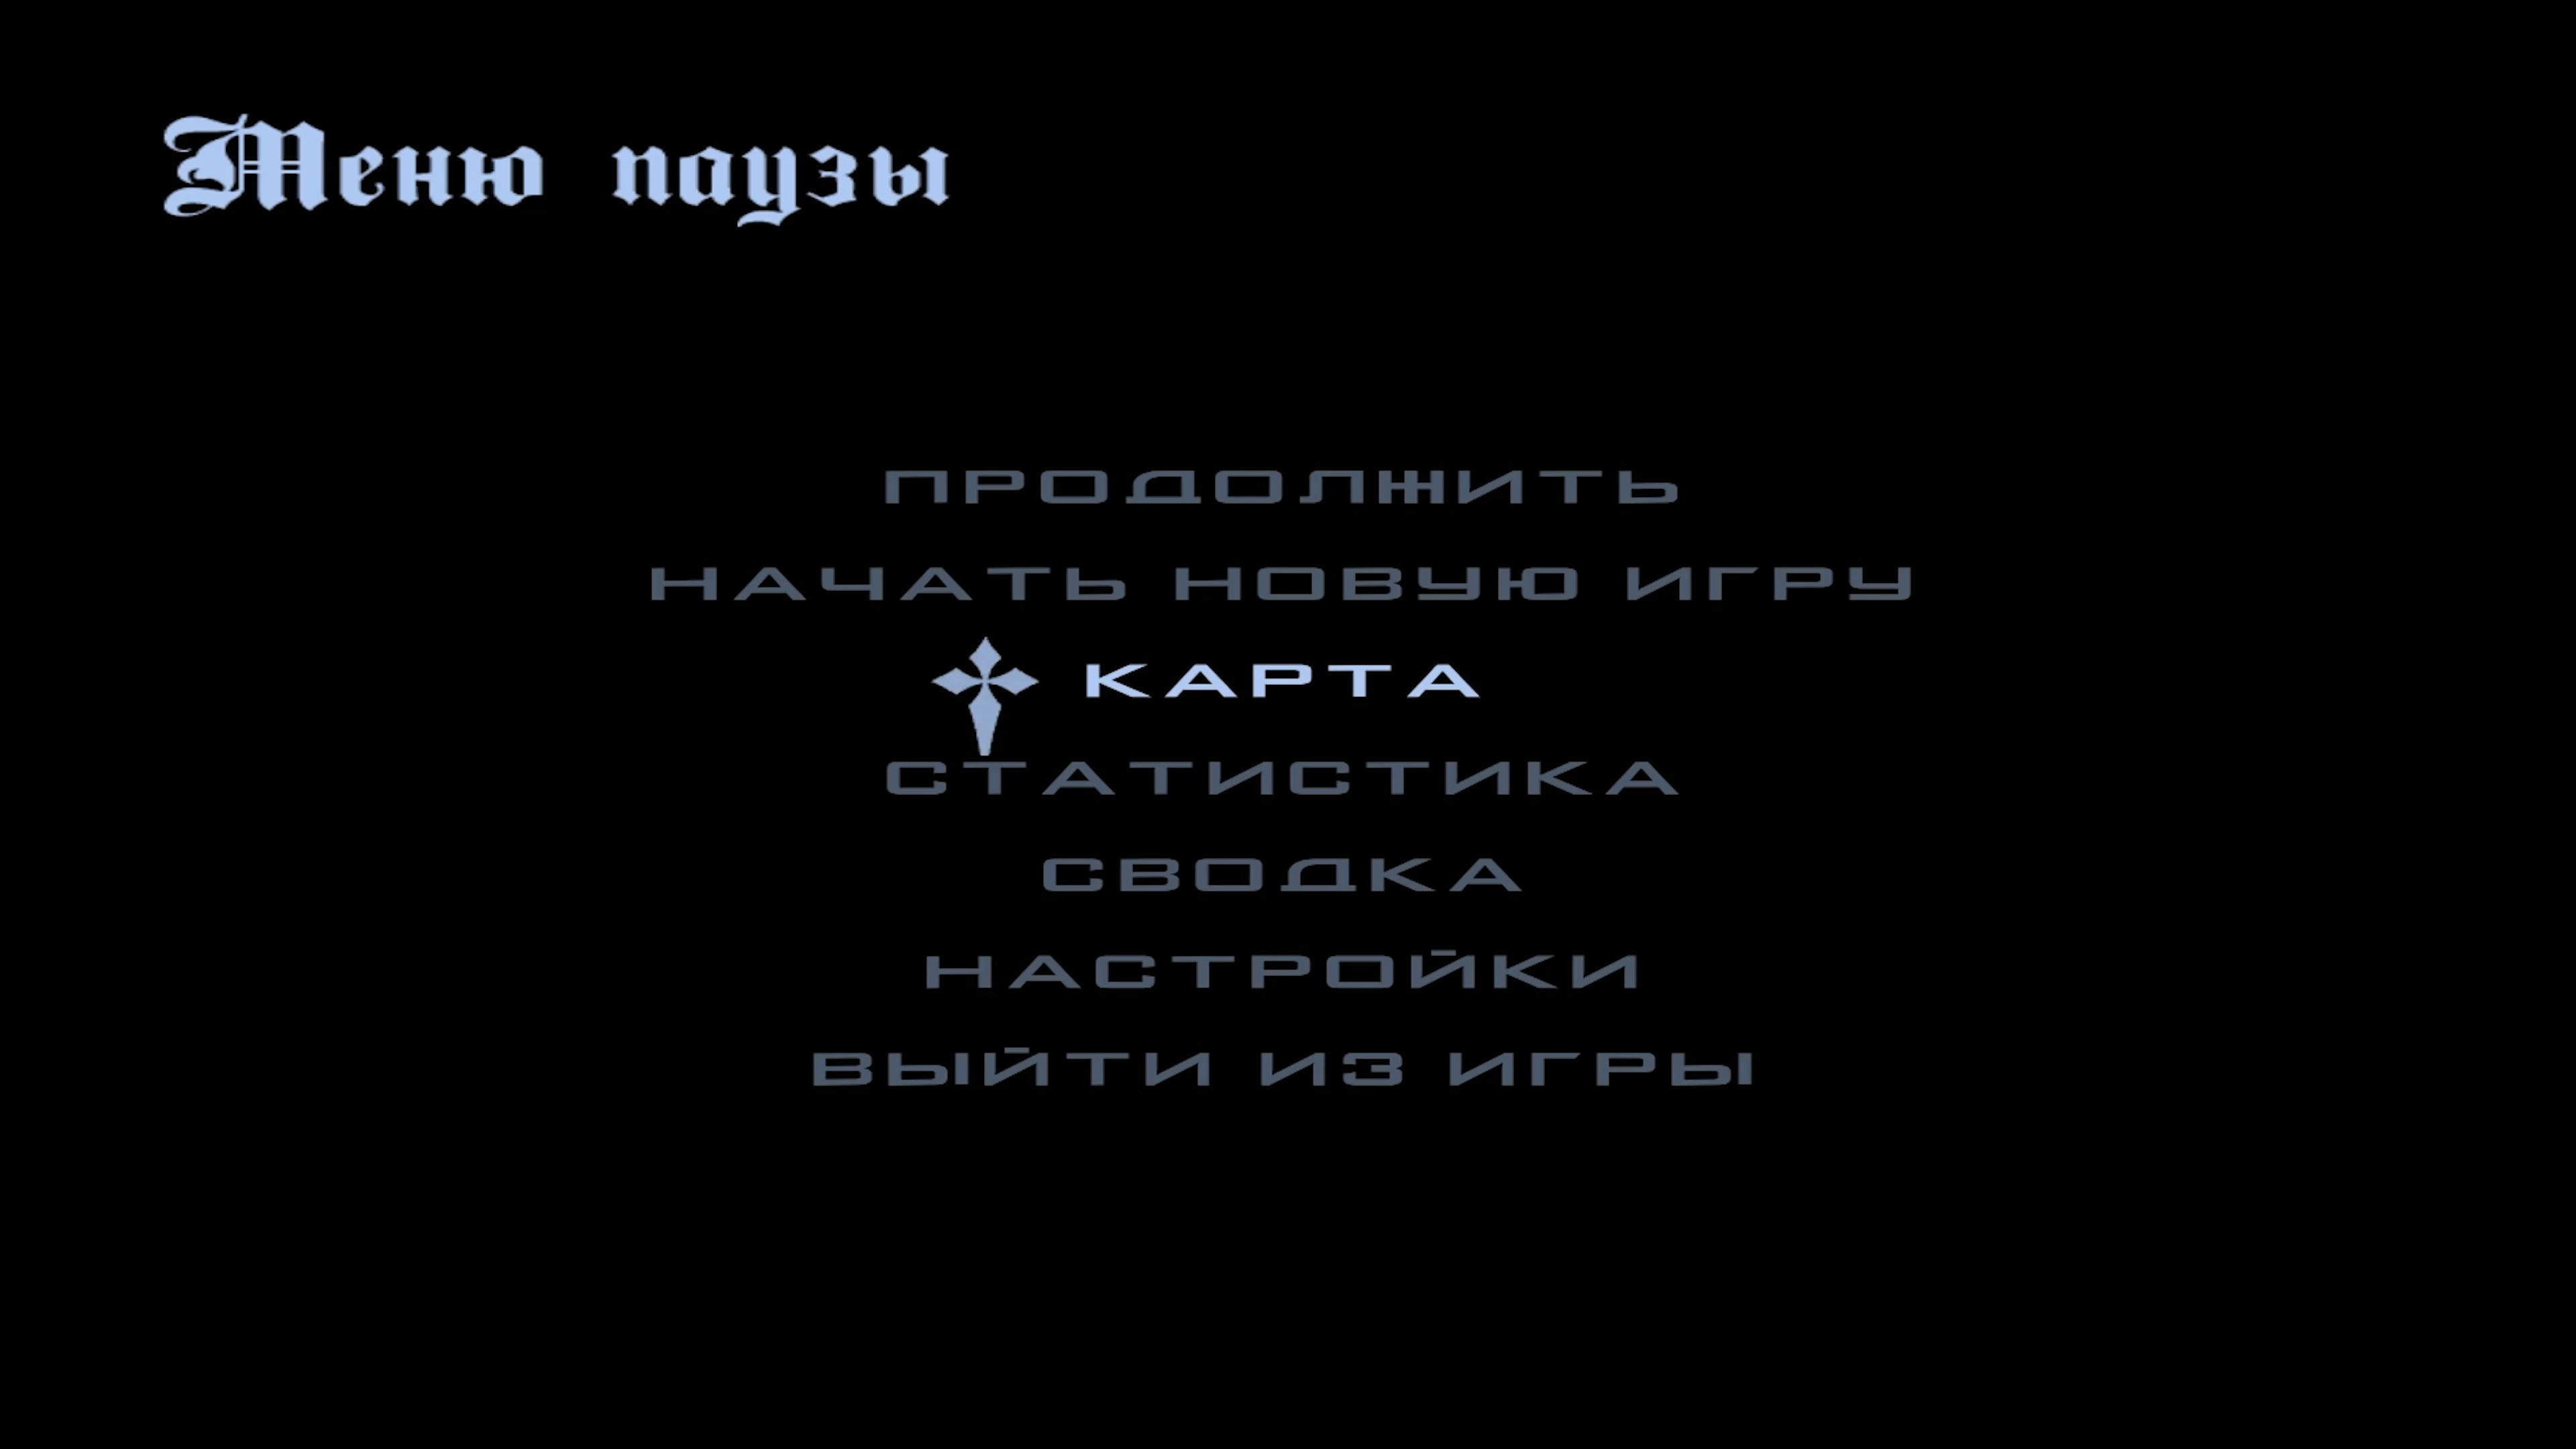 Меню паузы
ПРОДОЛЖИТЬ
НАЧАТЬ НОВУЮ ИГРУ
КАРТА
СТАТИСТИКА
СВОДКА
НАСТРОЙКИ
ВЫЙТИ ИЗ ИГРЫ